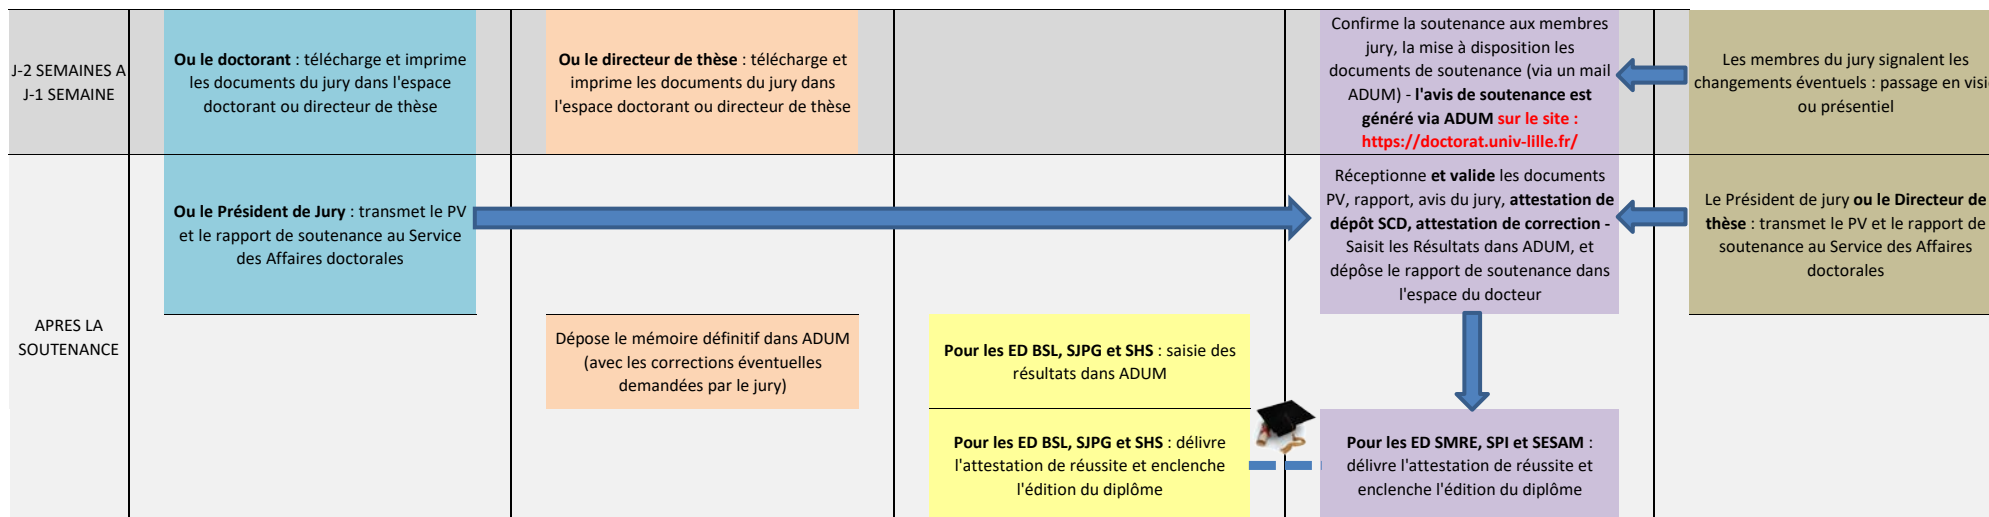 J-2 SEMAINES A
J-1 SEMAINE
Ou le doctorant : télécharge et imprime
les documents du jury dans l'espace
doctorant ou directeur de thèse
Ou le directeur de thèse : télécharge et
imprime les documents du jury dans
l'espace doctorant ou directeur de thèse
Confirme la soutenance aux membres
jury, la mise à disposition les
documents de soutenance (via un mail
ADUM) - l'avis de soutenance est
généré via ADUM sur le site :
https://doctorat.univ-lille.fr/
Les membres du jury signalent les
changements éventuels : passage en visio
ou présentiel
APRES LA
SOUTENANCE
Ou le Président de Jury : transmet le PV
et le rapport de soutenance au Service
des Affaires doctorales
Réceptionne et valide les documents
PV, rapport, avis du jury, attestation de
dépôt SCD, attestation de correction -
Saisit les Résultats dans ADUM, et
dépôse le rapport de soutenance dans
l'espace du docteur
Le Président de jury ou le Directeur de
thèse : transmet le PV et le rapport de
soutenance au Service des Affaires
doctorales
Dépose le mémoire définitif dans ADUM
(avec les corrections éventuelles
demandées par le jury)
Pour les ED BSL, SJPG et SHS : saisie des
résultats dans ADUM
Pour les ED BSL, SJPG et SHS : délivre
l'attestation de réussite et enclenche
l'édition du diplôme
Pour les ED SMRE, SPI et SESAM :
délivre l'attestation de réussite et
enclenche l'édition du diplôme